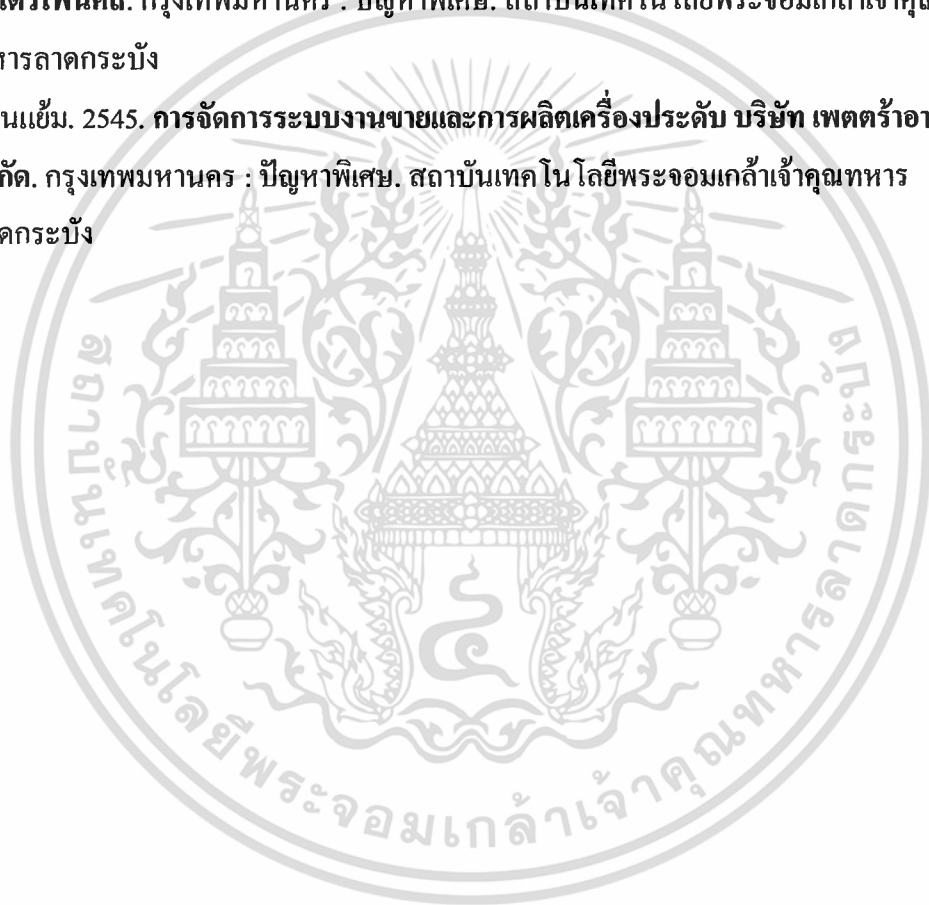 กรุงเทพมหานคร : ปัญหาพิเศษ. สถาบันเทคโนโลยีพระจอมเกล้าเจ้าคุณ
หารลาดกระบัง
นแย้ม. 2545. การจัดการระบบงานขายและการผลิตเครื่องประดับ บริษัท เพตตร้าอา
กัด. กรุงเทพมหานคร : ปัญหาพิเศษ. สถาบันเทคโนโลยีพระจอมเกล้าเจ้าคุณทหาร
ดกระบัง
สถาบันเทคโนโลยีพระจอมเกล้าเจ้าคุณทหารลาดกระบัง